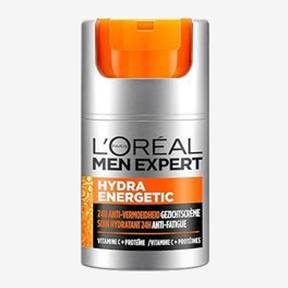 L'ORÉAL
PARIS
MEN EXPERT
HYDRA
ENERGETIC
24H ANTI-VERMOEIDHEID GEZICHTSCRÈME
SOIN HYDRATANT 24H ANTI-FATIGUE
VITAMINE C + PROTEÏNE / VITAMINE C + PROTÉINES